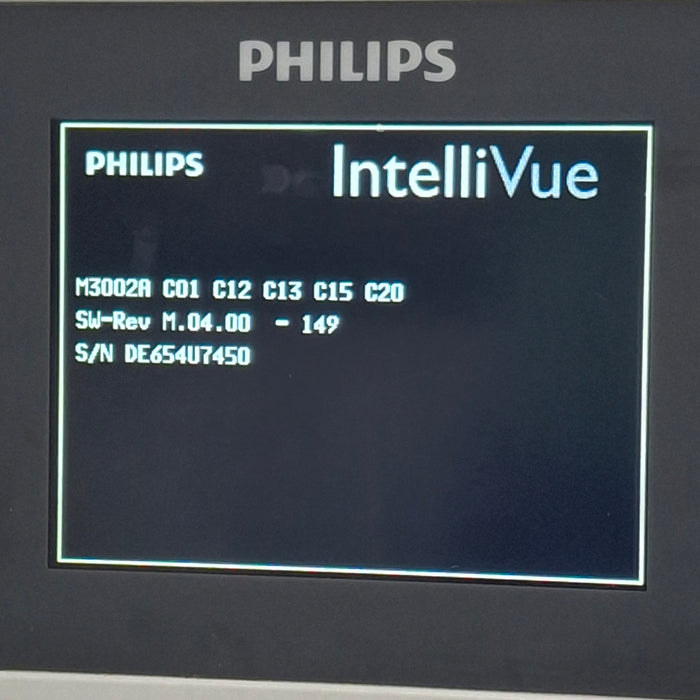 PHILIPS
PHILIPS IntelliVue
M3002A C01 C12 C13 C15 C20
SW-Rev M.04.00 - 149
S/N DE654U7450